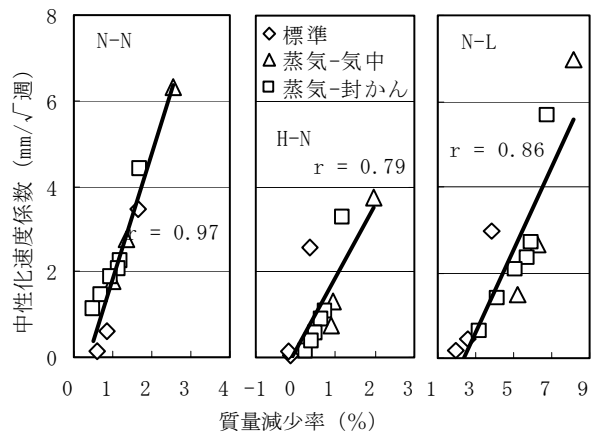 8
6
4
2
0
中性化速度係数 (mm/√週)
N-N
r = 0.97
0 1 2 3 4
◇ 標準
△ 蒸気-気中
□ 蒸気-封かん
H-N
r = 0.79
-1 0 1 2 3
N-L
r = 0.86
1 3 5 7 9
質量減少率 (%)